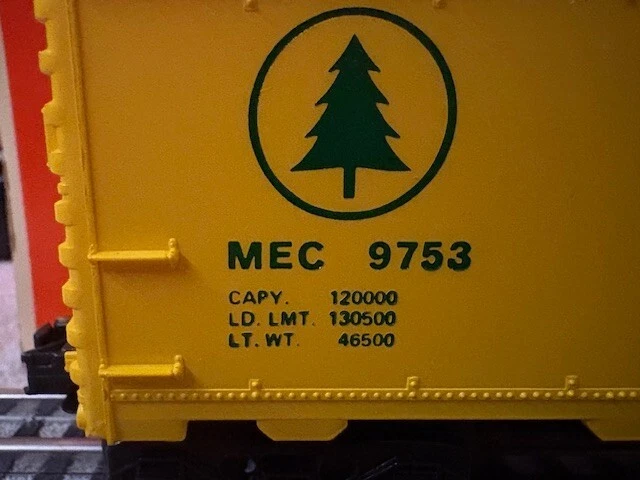 MEC 9753
CAPY. 120000
LD. LMT. 130500
LT. WT. 46500